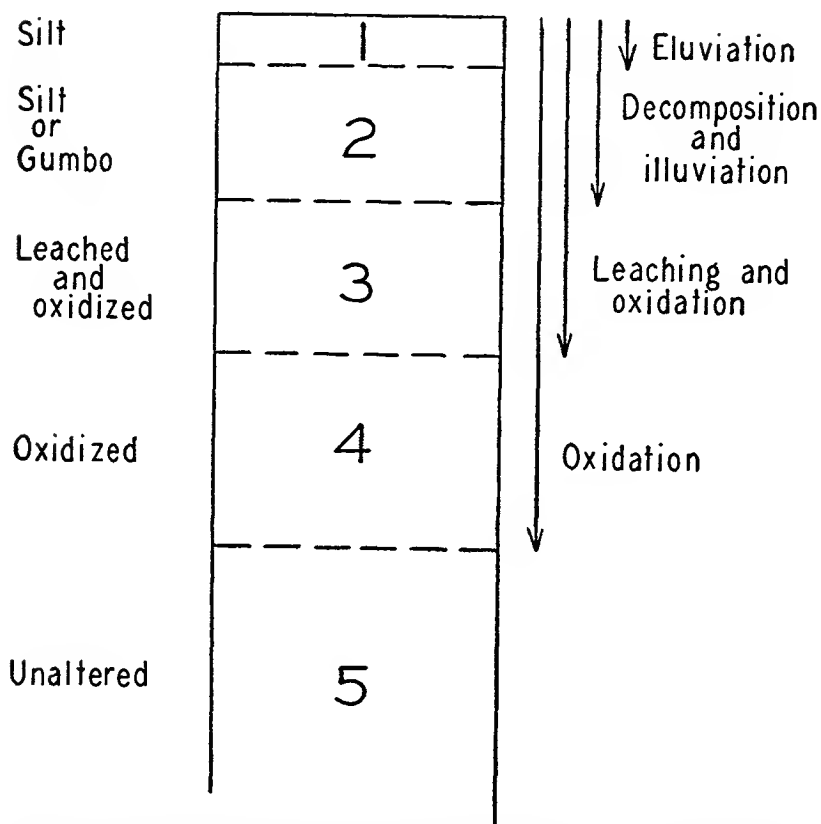 Silt
1
Eluviation
Silt
or
Gumbo
2
Decomposition
and
illuviation
Leached
and
oxidized
3
Leaching and
oxidation
Oxidized
4
Oxidation
Unaltered
5